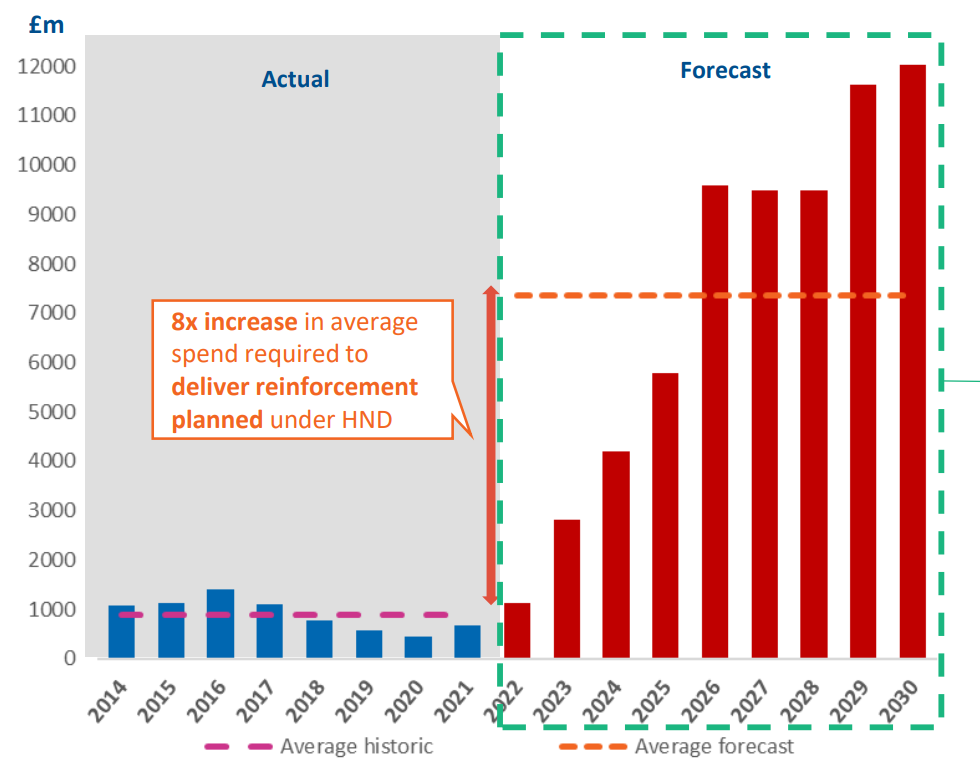 £m
Actual
Forecast
12000
11000
10000
9000
8000
7000
6000
5000
4000
3000
2000
1000
0
8x increase in average
spend required to
deliver reinforcement
planned under HND
2014 2015 2016 2017 2018 2019 2020 2021 2022 2023 2024 2025 2026 2027 2028 2029 2030
Average historic
Average forecast